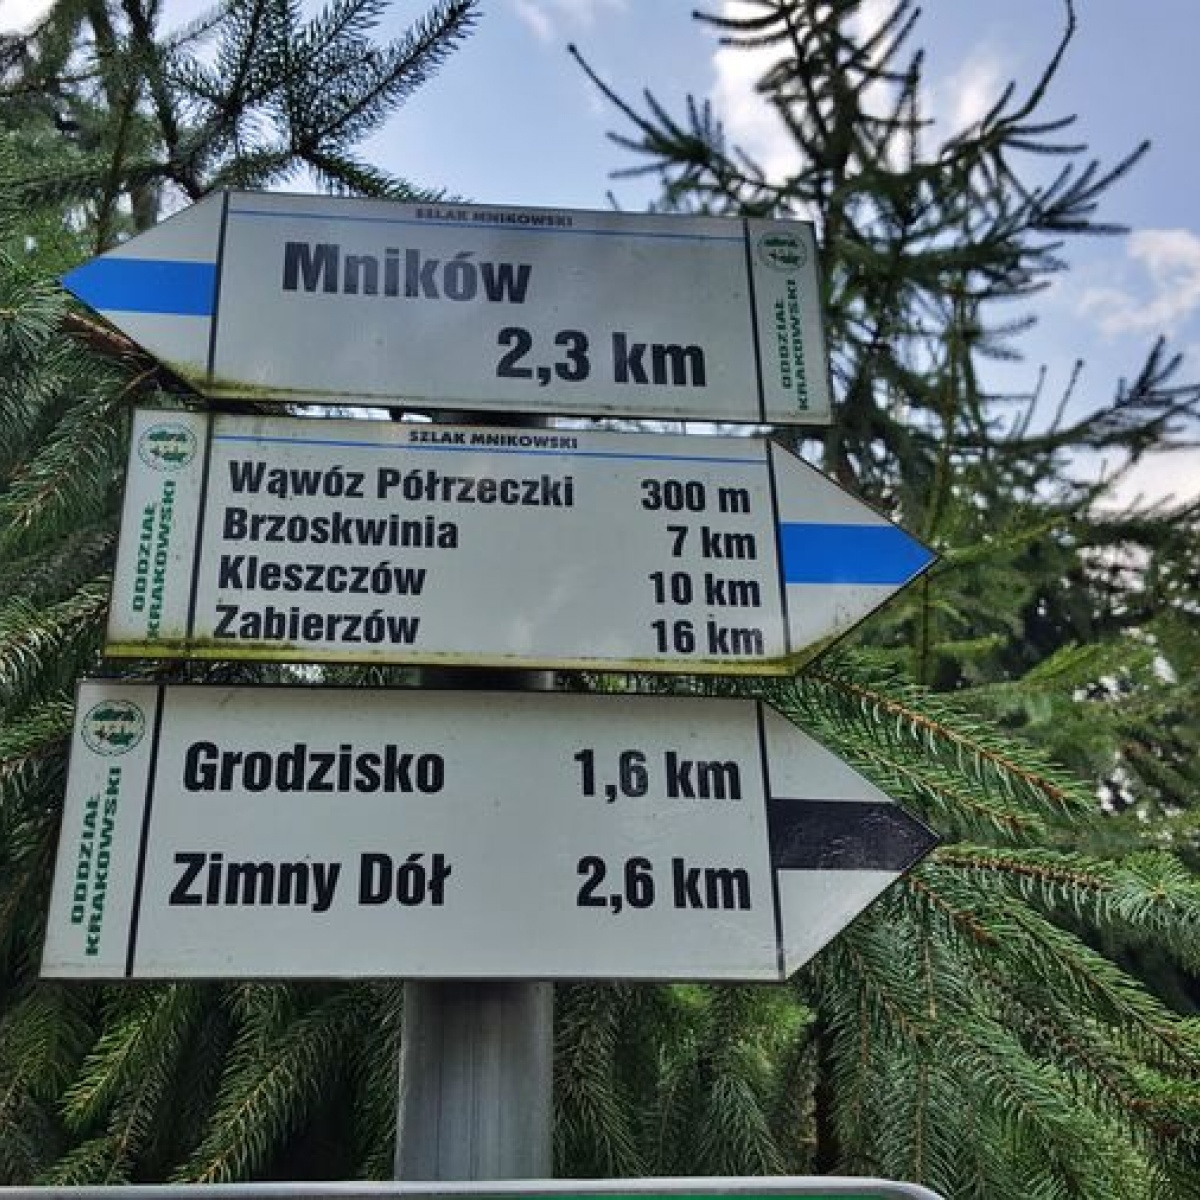 SZLAK MNIKOWSKI
Mników
2,3 km
ODDZIAŁ
KRAKOWSKI
SZLAK MNIKOWSKI
Wąwóz Półrzeczki 300 m
Brzoskwinia 7 km
Kleszczów 10 km
Zabierzów 16 km
ODDZIAŁ
KRAKOWSKI
Grodzisko 1,6 km
Zimny Dół 2,6 km
ODDZIAŁ
KRAKOWSKI